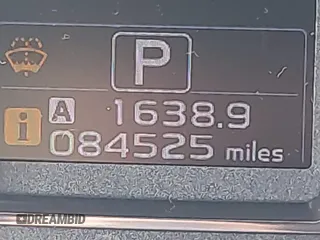 P
A 1638.9
i 084525 miles
DREAMBID